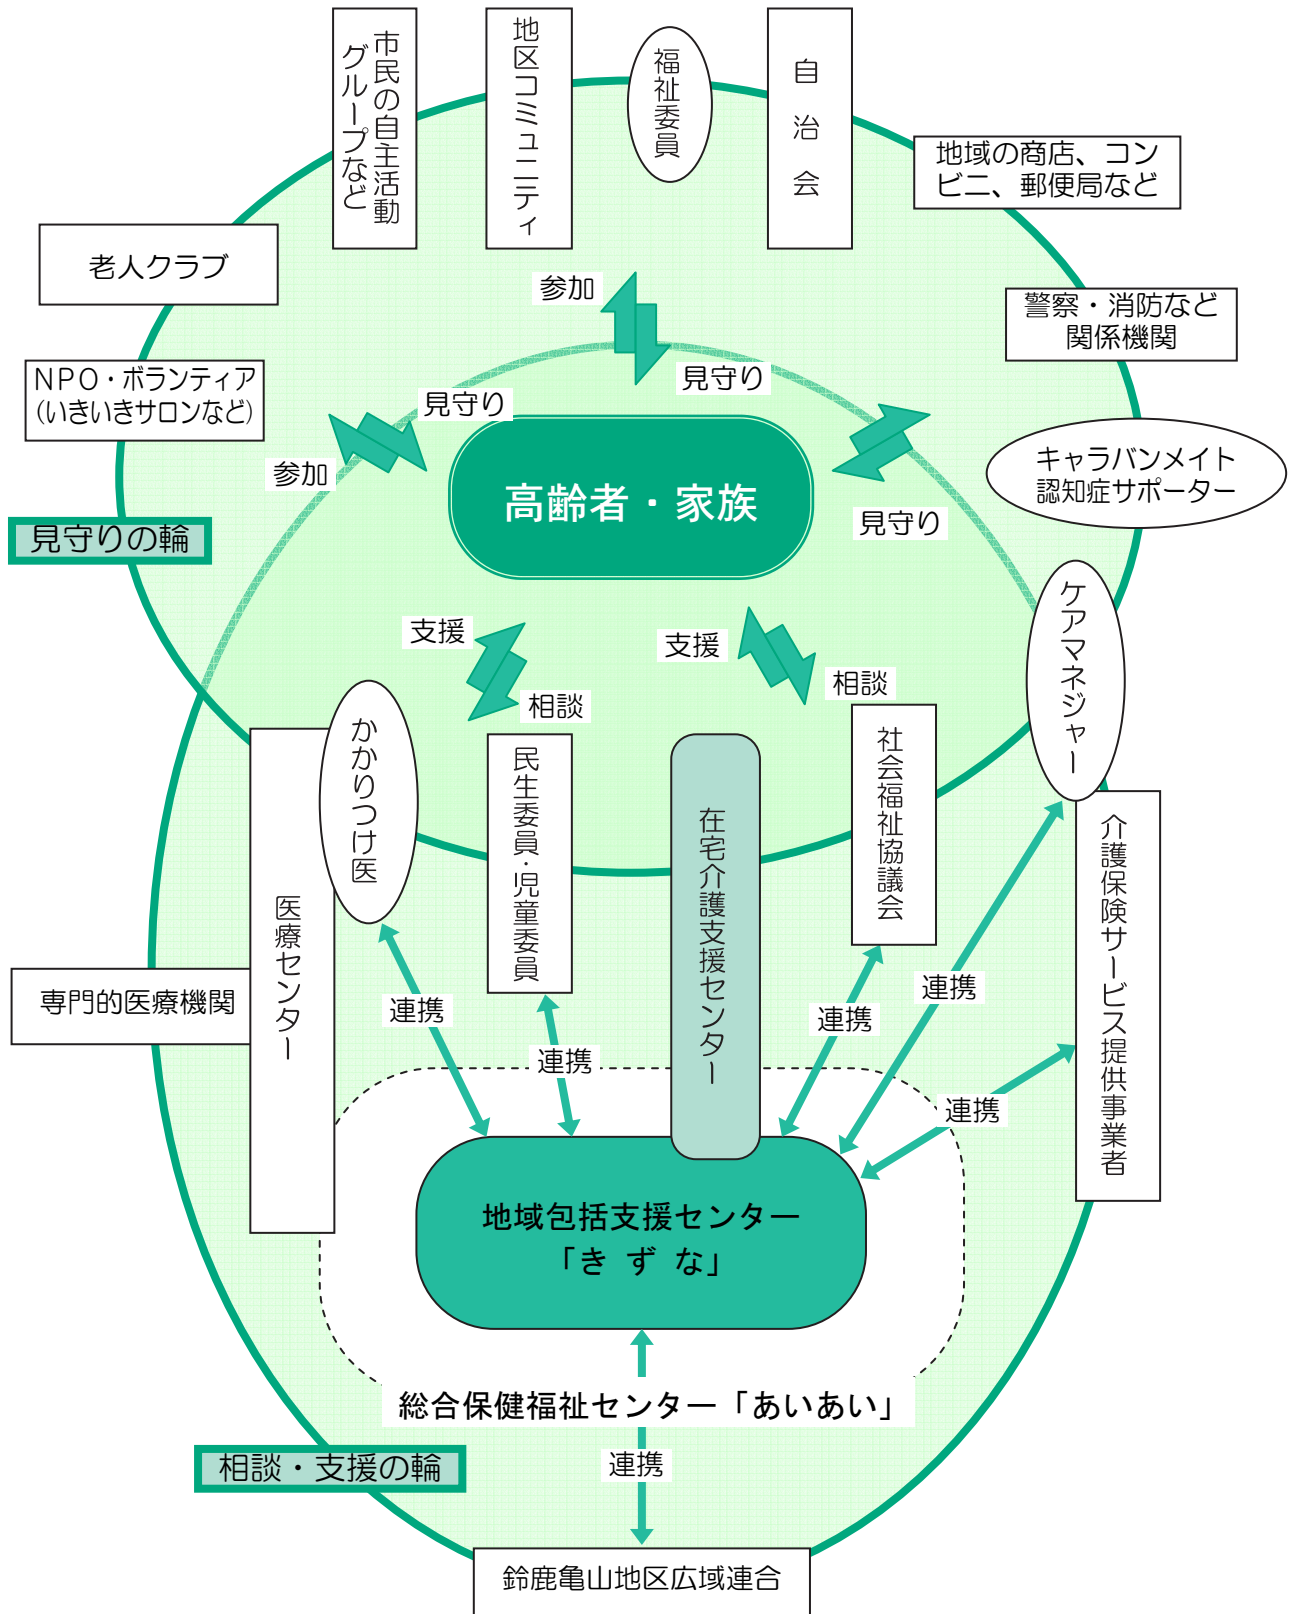 市民の自主活動
グループなど
地区コミュニティ
福祉委員
自治会
地域の商店、コン
ビニ、郵便局など
老人クラブ
参加
警察・消防など
関係機関
NPO・ボランティア
(いきいきサロンなど)
見守り
見守り
参加
高齢者・家族
キャラバンメイト
認知症サポーター
見守りの輪
見守り
ケアマネジャー
支援
支援
相談
相談
かかりつけ医
民生委員・児童委員
在宅介護支援センター
社会福祉協議会
介護保険サービス提供事業者
医療センター
専門的医療機関
連携
連携
連携
連携
連携
地域包括支援センター
「きずな」
総合保健福祉センター「あいあい」
相談・支援の輪
連携
鈴鹿亀山地区広域連合